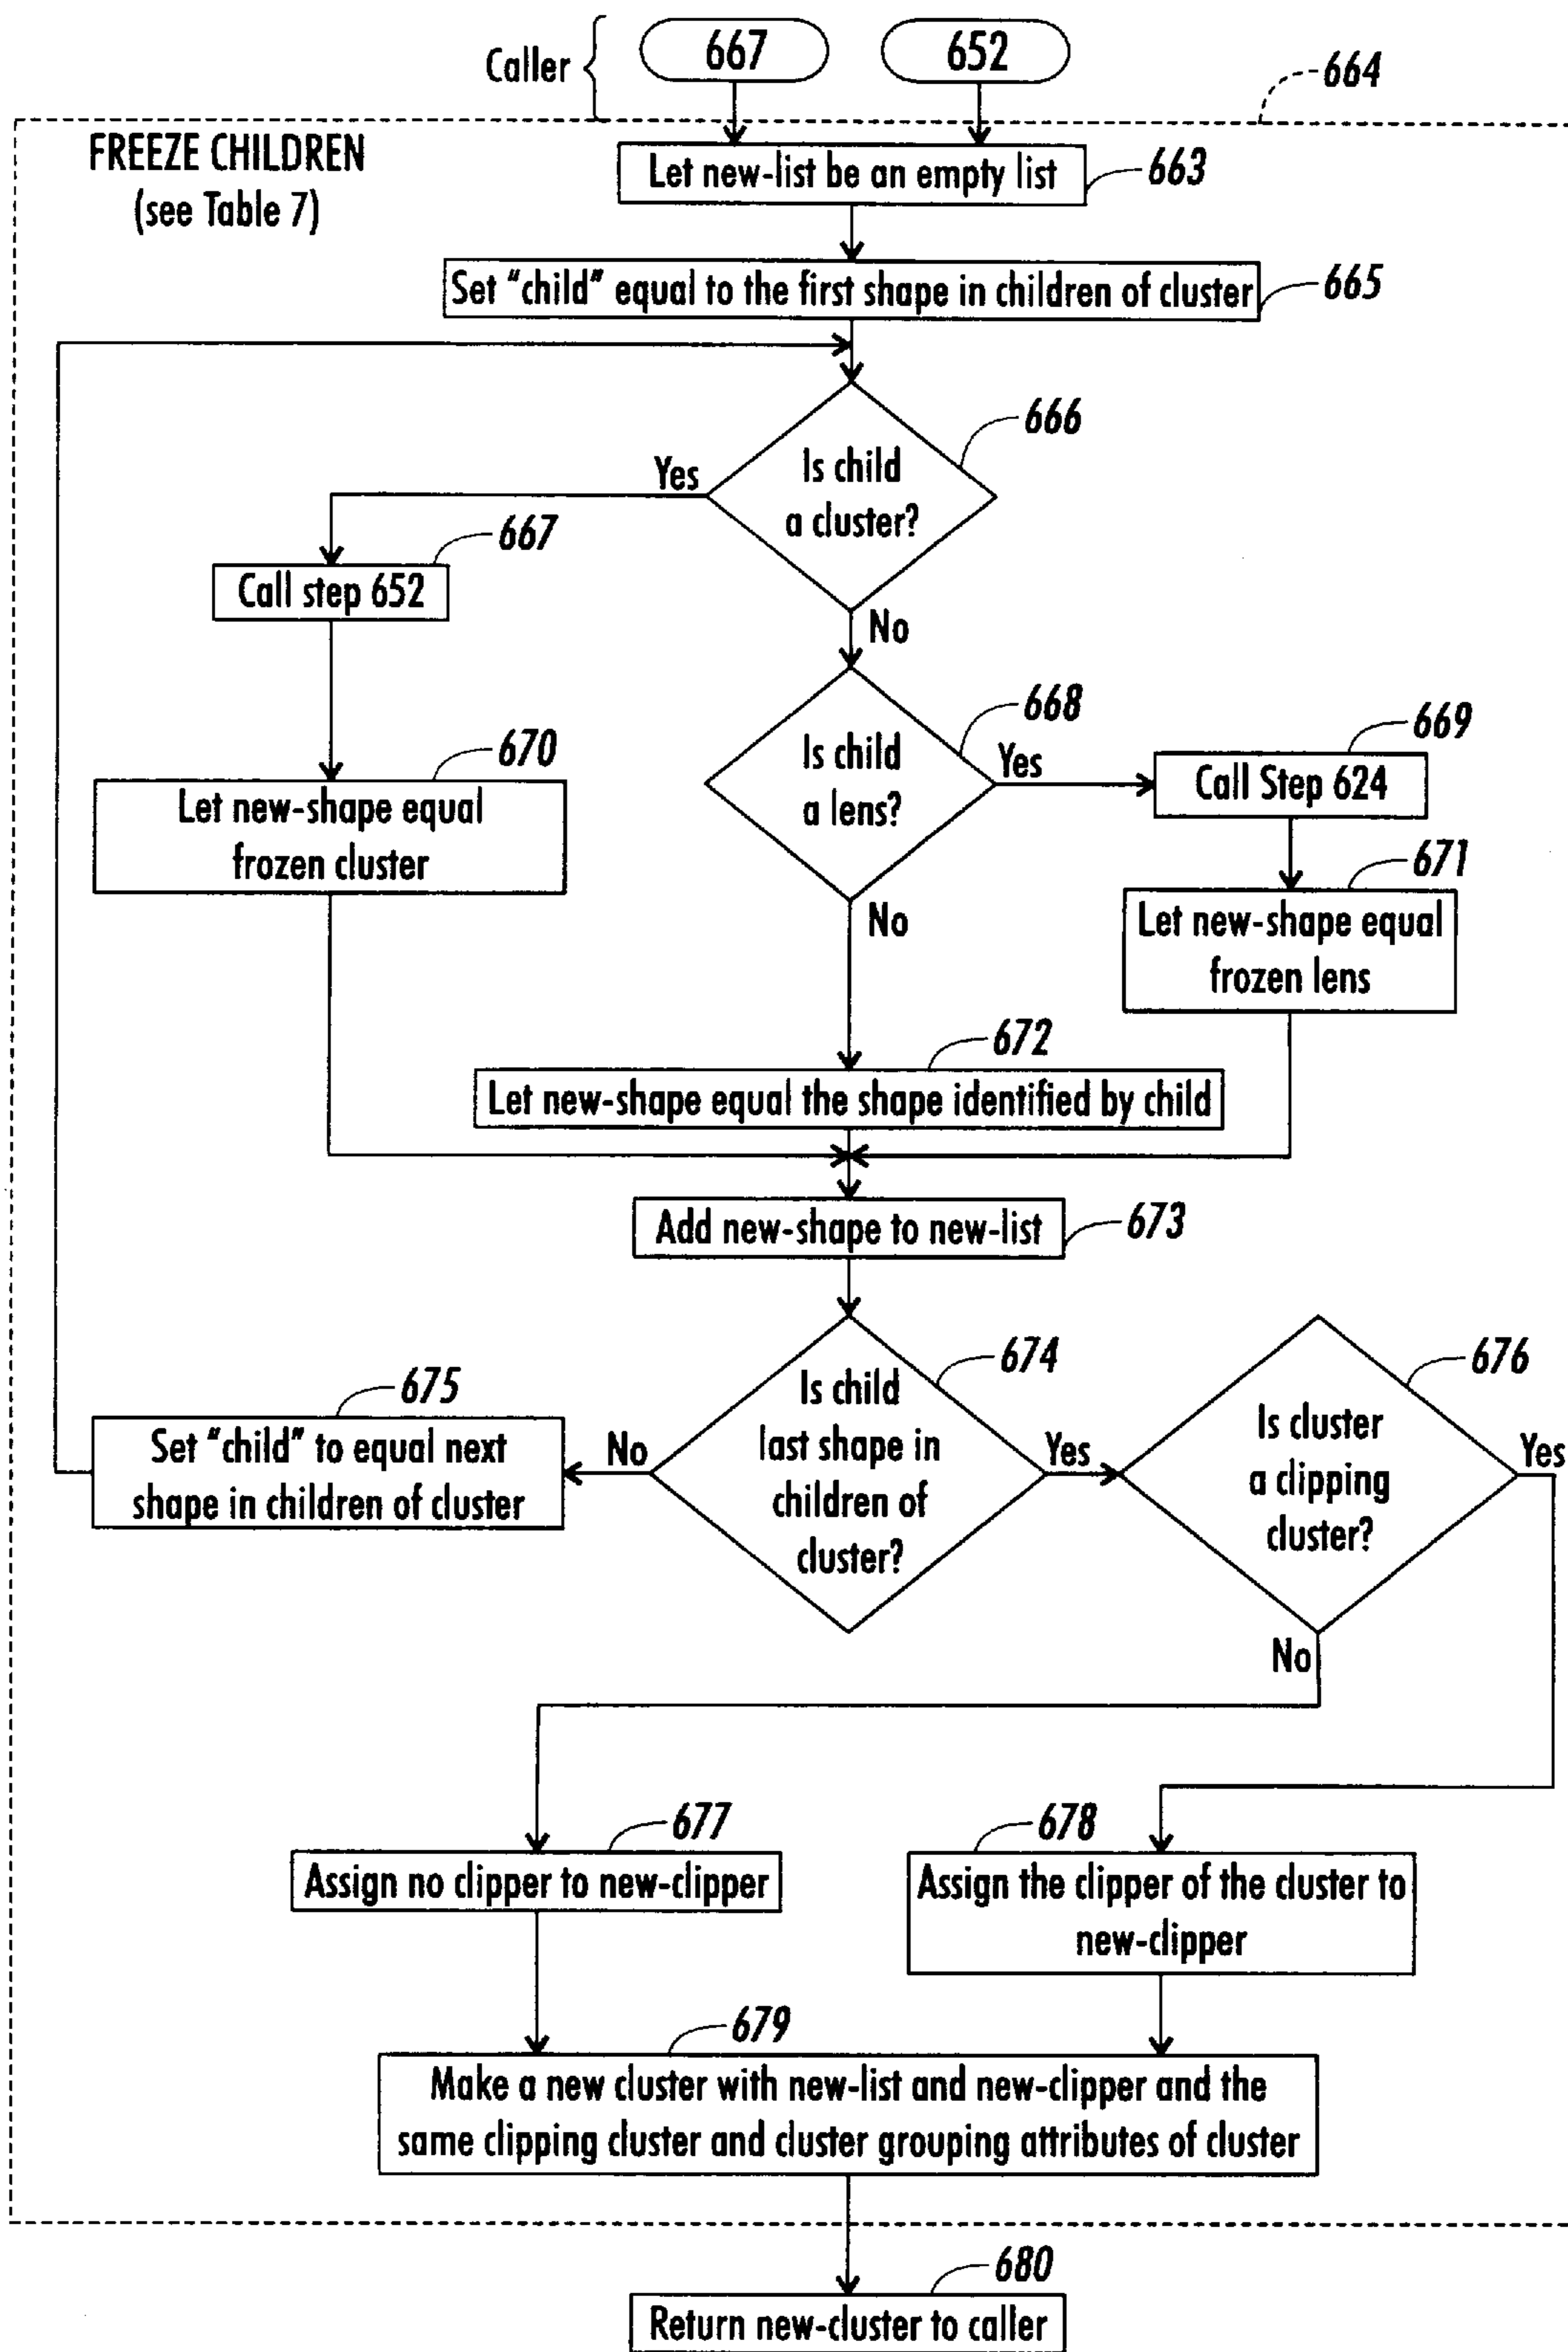 Caller
667
652
664
FREEZE CHILDREN
(see Table 7)
Let new-list be an empty list
663
Set "child" equal to the first shape in children of cluster
665
666
Is child
a cluster?
Yes
No
667
Call step 652
668
Is child
a lens?
Yes
No
669
Call Step 624
670
Let new-shape equal
frozen cluster
671
Let new-shape equal
frozen lens
672
Let new-shape equal the shape identified by child
Add new-shape to new-list
673
674
Is child
last shape in
children of
cluster?
No
Yes
675
Set "child" to equal next
shape in children of cluster
676
Is cluster
a clipping
cluster?
Yes
No
677
Assign no clipper to new-clipper
678
Assign the clipper of the cluster to
new-clipper
679
Make a new cluster with new-list and new-clipper and the
same clipping cluster and cluster grouping attributes of cluster
680
Return new-cluster to caller